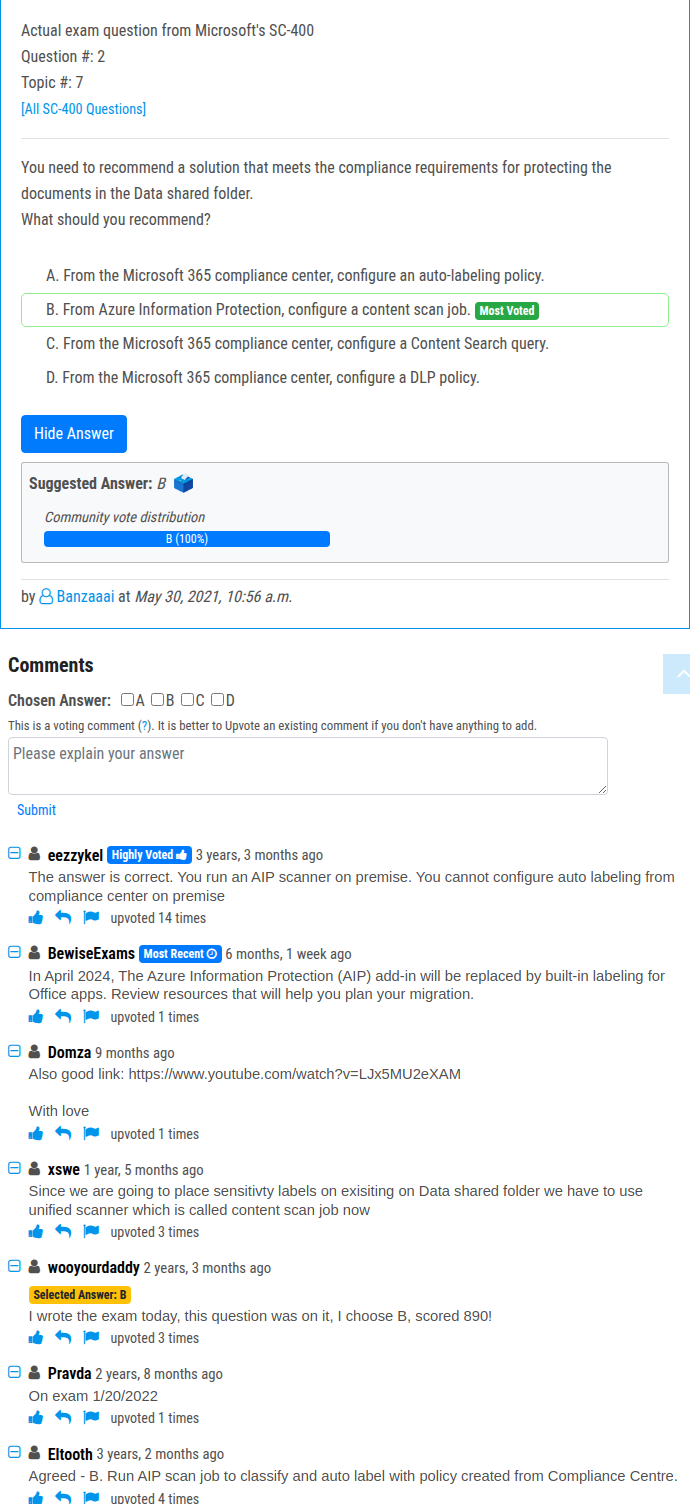 Actual exam question from Microsoft's SC-400
Question #: 2
Topic #: 7
[All SC-400 Questions]
You need to recommend a solution that meets the compliance requirements for protecting the
documents in the Data shared folder.
What should you recommend?
A. From the Microsoft 365 compliance center, configure an auto-labeling policy.
B. From Azure Information Protection, configure a content scan job. Most Voted
C. From the Microsoft 365 compliance center, configure a Content Search query.
D. From the Microsoft 365 compliance center, configure a DLP policy.
Hide Answer
Suggested Answer: B
Community vote distribution
B (100%)
by Banzaaai at May 30, 2021, 10:56 a.m.
Comments
Chosen Answer: A B C D
This is a voting comment (?). It is better to Upvote an existing comment if you don't have anything to add.
Please explain your answer
Submit
eezzykel Highly Voted 3 years, 3 months ago
The answer is correct. You run an AIP scanner on premise. You cannot configure auto labeling from
compliance center on premise
upvoted 14 times
BewiseExams Most Recent 6 months, 1 week ago
In April 2024, The Azure Information Protection (AIP) add-in will be replaced by built-in labeling for
Office apps. Review resources that will help you plan your migration.
upvoted 1 times
Domza 9 months ago
Also good link: https://www.youtube.com/watch?v=LJx5MU2eXAM
With love
upvoted 1 times
xswe 1 year, 5 months ago
Since we are going to place sensitivty labels on exisiting on Data shared folder we have to use
unified scanner which is called content scan job now
upvoted 3 times
wooyourdaddy 2 years, 3 months ago
Selected Answer: B
I wrote the exam today, this question was on it, I choose B, scored 890!
upvoted 3 times
Pravda 2 years, 8 months ago
On exam 1/20/2022
upvoted 1 times
Eltooth 3 years, 2 months ago
Agreed - B. Run AIP scan job to classify and auto label with policy created from Compliance Centre.
upvoted 4 times